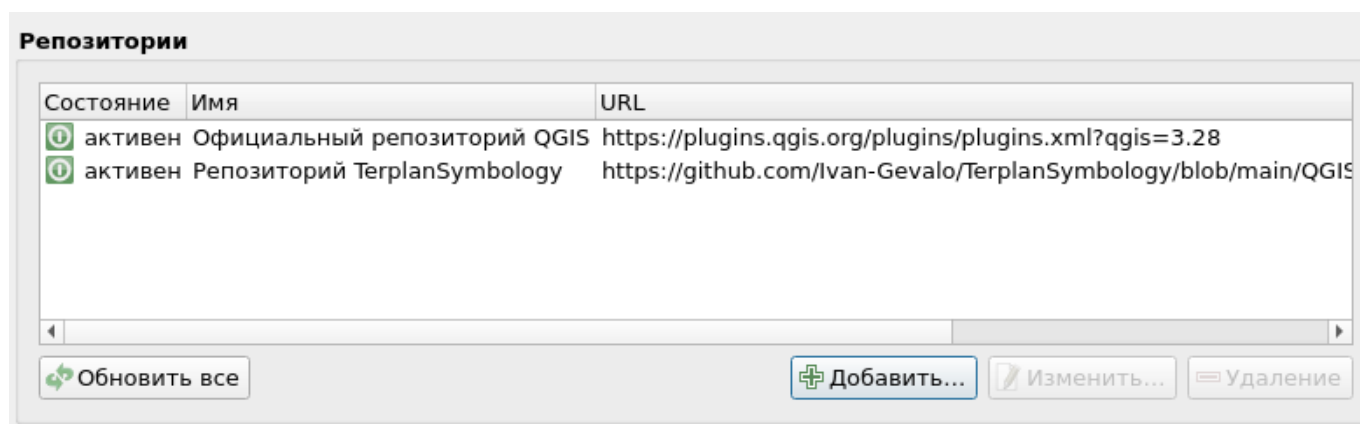 Репозитории
Состояние Имя URL
активен Официальный репозиторий QGIS https://plugins.qgis.org/plugins/plugins.xml?qgis=3.28
активен Репозиторий TerplanSymbology https://github.com/Ivan-Gevalo/TerplanSymbology/blob/main/QGIS
Обновить все Добавить... Изменить... Удаление